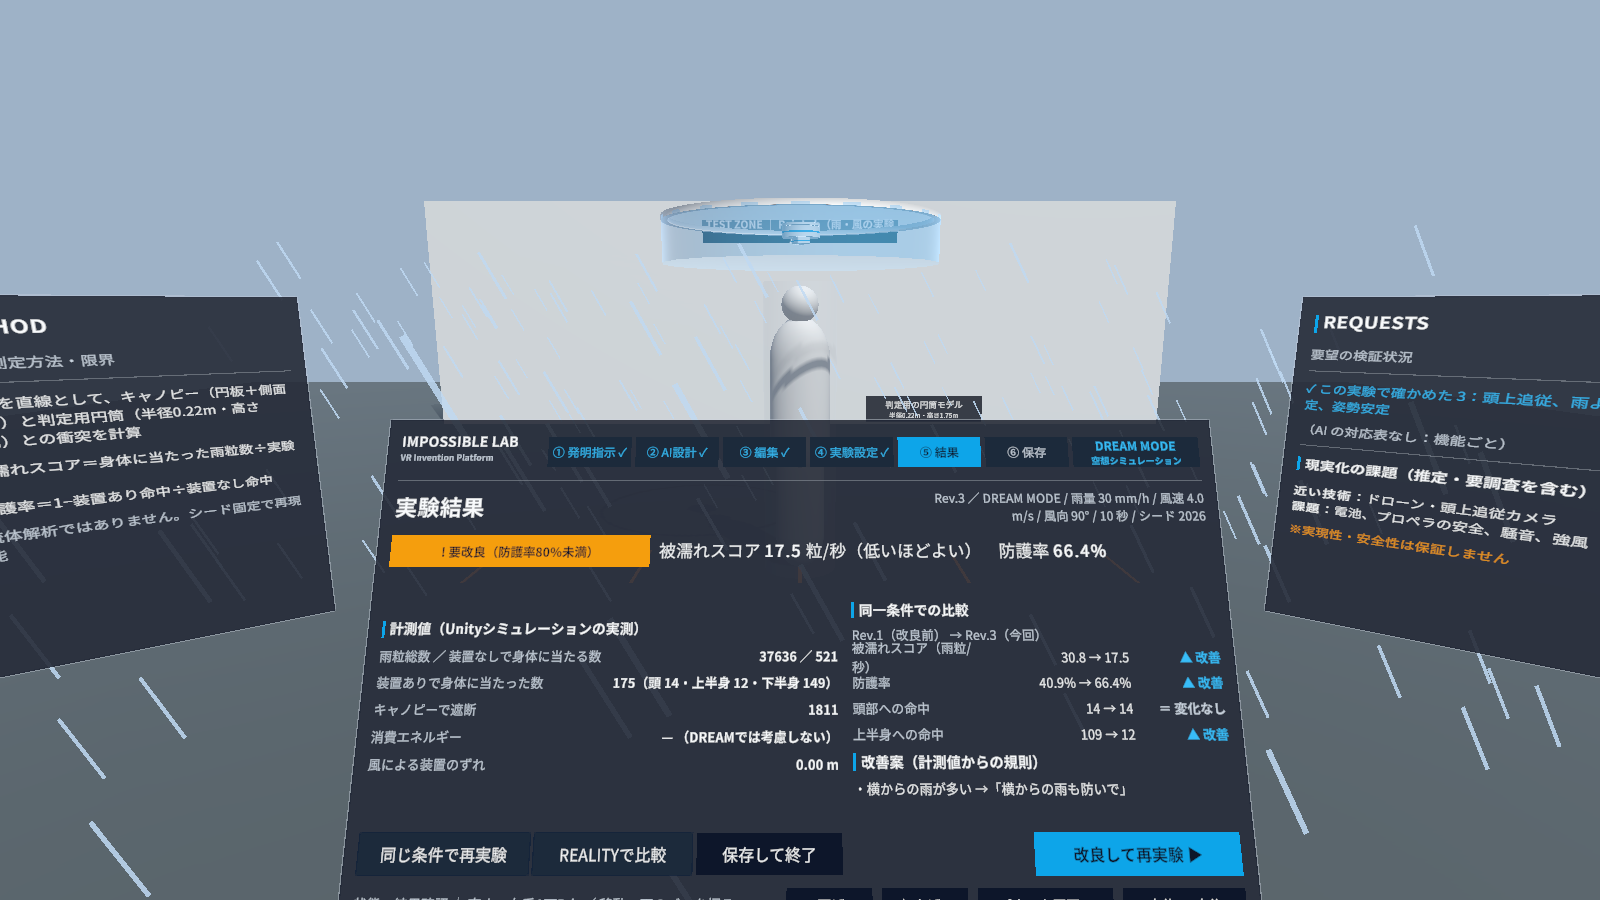 TEST ZONE
HOD
測定方法・限界
を直線として、キャノピー（円板＋側面
）と判定用円筒（半径0.22m・高さ
）との衝突を計算
濡れスコア＝身体に当たった雨粒数÷実験
護率＝1−装置あり命中÷装置なし命中
流体解析ではありません。シード固定で再現
能
判定用の円筒モデル
半径0.22m・高さ1.75m
IMPOSSIBLE LAB
VR Invention Platform
① 発明指示 ✓
② AI設計 ✓
③ 編集 ✓
④ 実験設定 ✓
⑤ 結果
⑥ 保存
DREAM MODE
空想シミュレーション
実験結果
Rev.3 ／ DREAM MODE / 雨量 30 mm/h / 風速 4.0
m/s / 風向 90° / 10 秒 / シード 2026
! 要改良（防護率80%未満）
被濡れスコア 17.5 粒/秒（低いほどよい）
防護率 66.4%
計測値（Unityシミュレーションの実測）
雨粒総数 ／ 装置なしで身体に当たる数 37636 ／ 521
装置ありで身体に当たった数 175（頭 14・上半身 12・下半身 149）
キャノピーで遮断 1811
消費エネルギー — （DREAMでは考慮しない）
風による装置のずれ 0.00 m
同一条件での比較
Rev.1（改良前） → Rev.3（今回）
被濡れスコア（雨粒/
秒） 30.8 → 17.5 ▲ 改善
防護率 40.9% → 66.4% ▲ 改善
頭部への命中 14 → 14 ＝ 変化なし
上半身への命中 109 → 12 ▲ 改善
改善案（計測値からの規則）
・横からの雨が多い →「横からの雨も防いで」
同じ条件で再実験
REALITYで比較
保存して終了
改良して再実験 ▶
REQUESTS
要望の検証状況
✓ この実験で確かめた 3：頭上追従、雨よ
定、姿勢安定
（AI の対応表なし：機能ごと）
現実化の課題（推定・要調査を含む）
近い技術：ドローン・頭上追従カメラ
課題：電池、プロペラの安全、騒音、強風
※実現性・安全性は保証しません